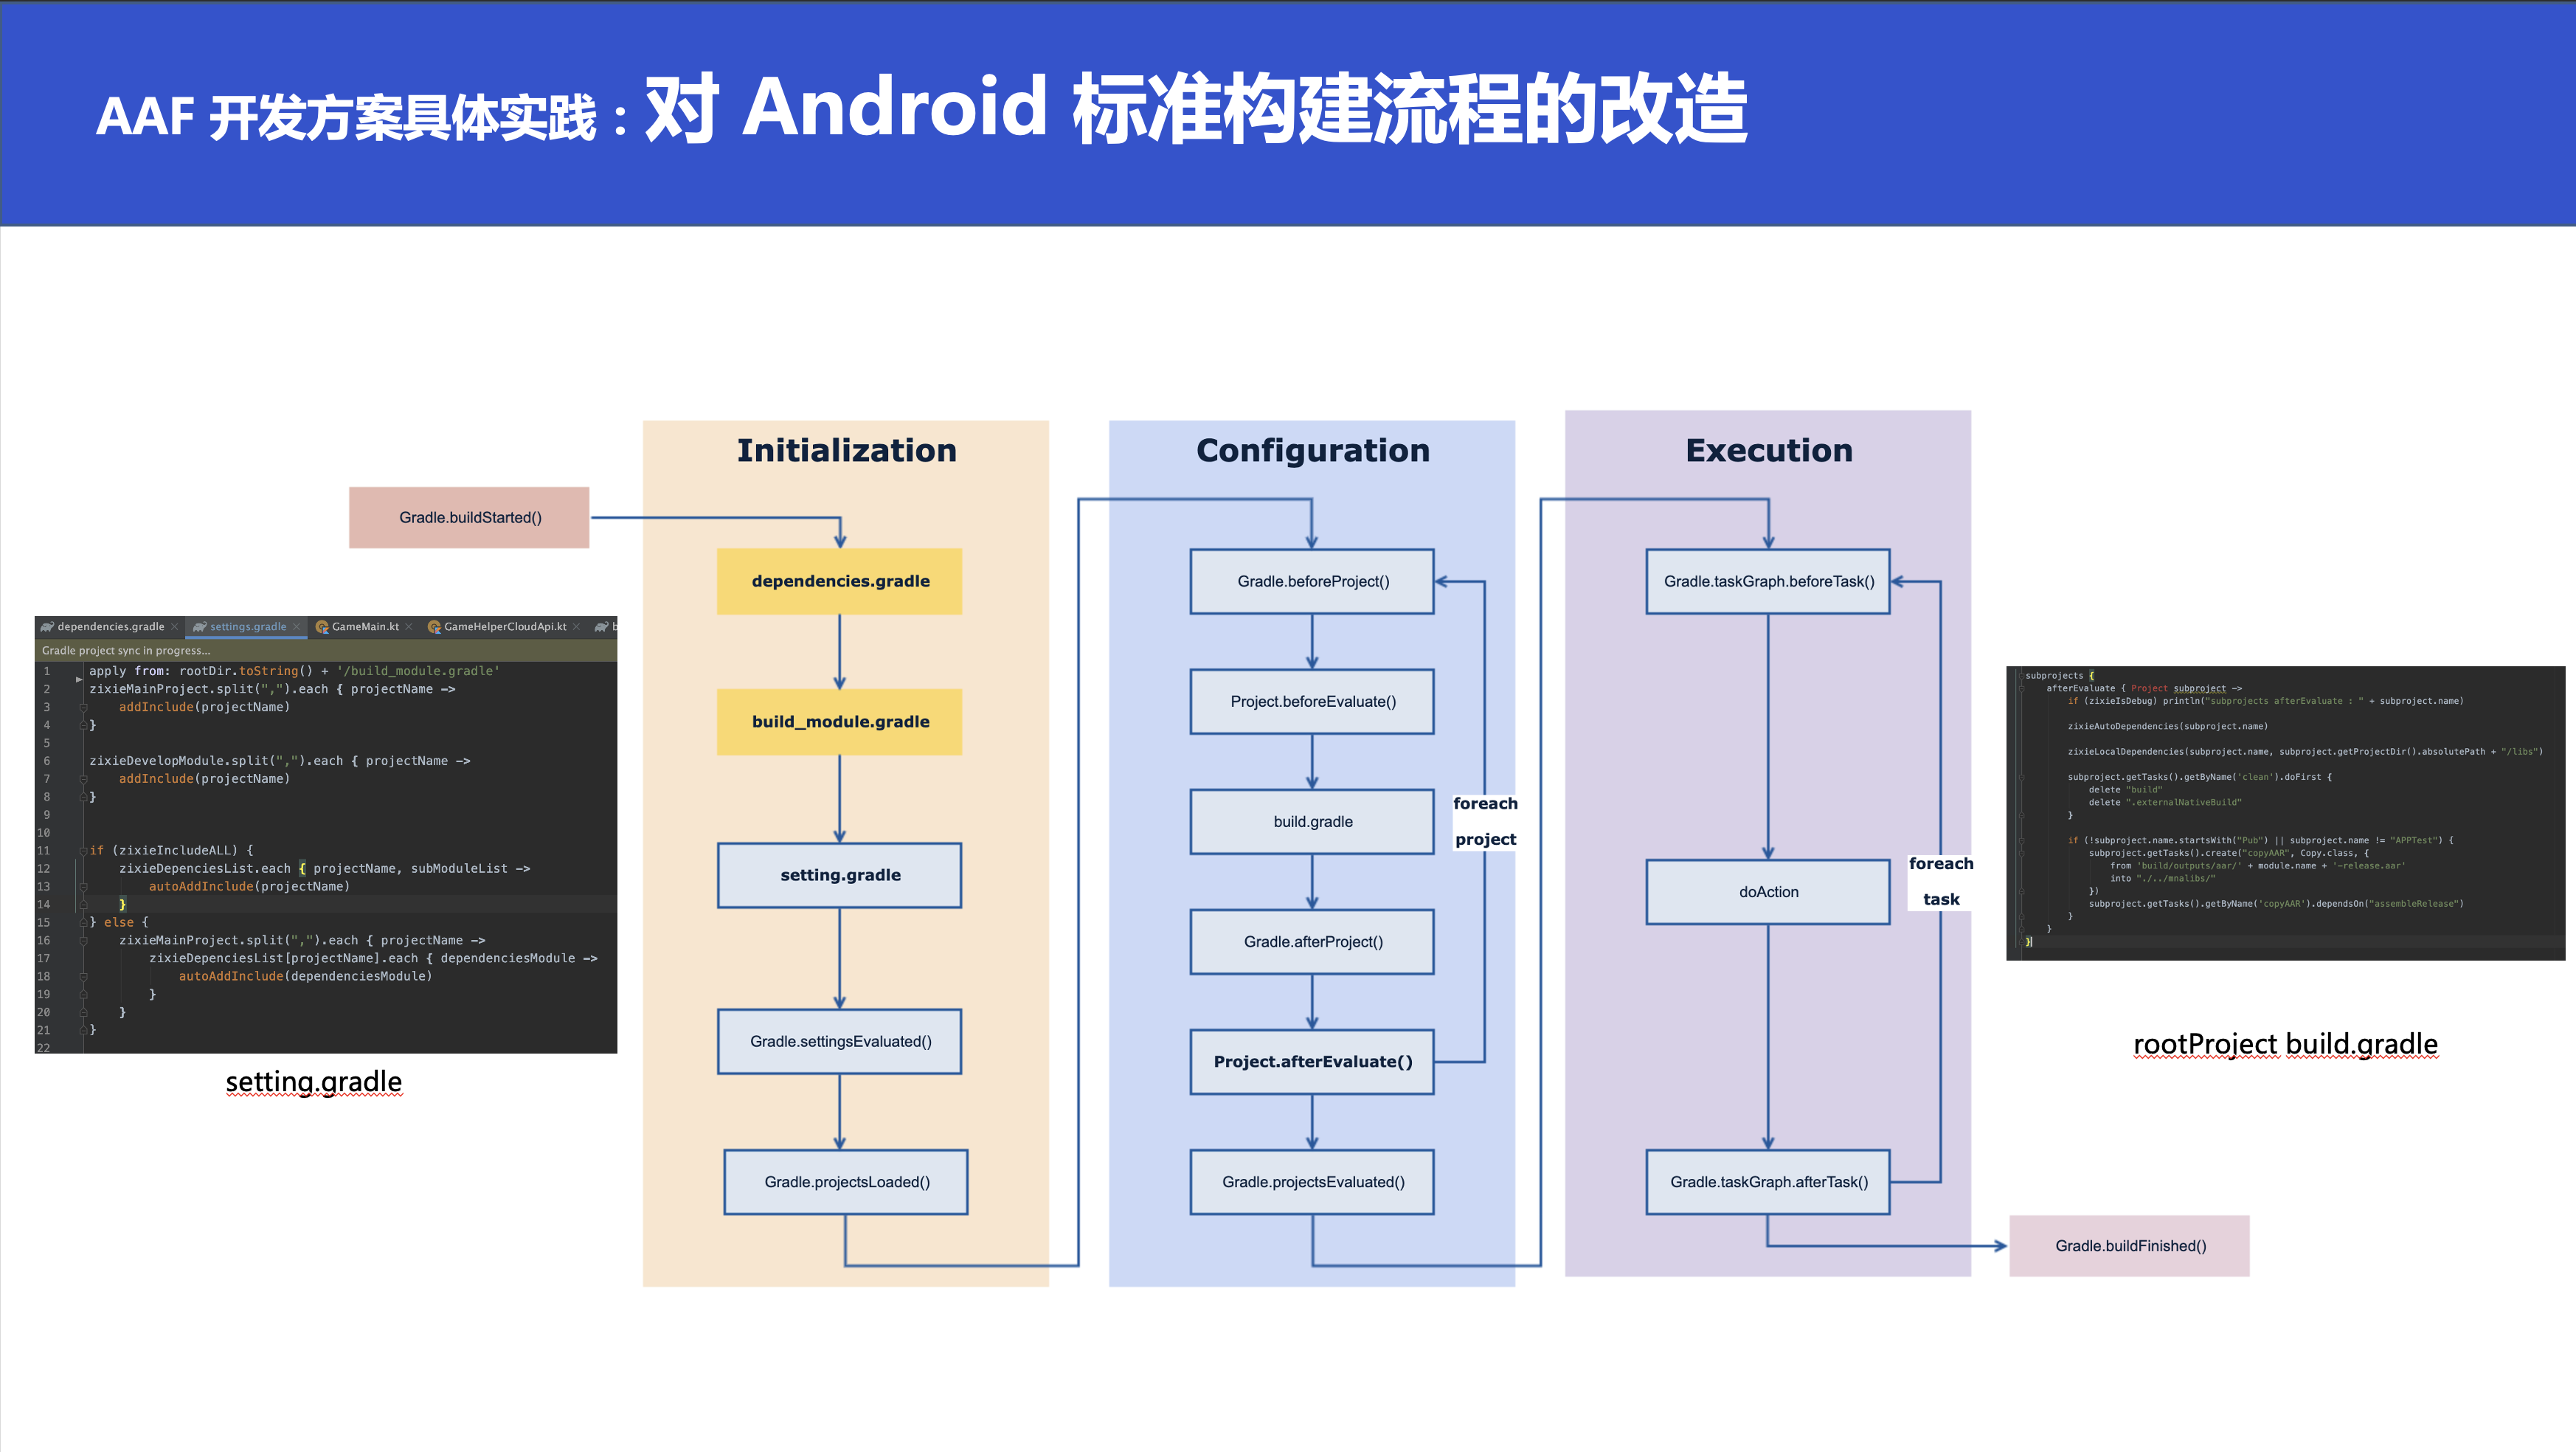 AAF 开发方案具体实践：对 Android 标准构建流程的改造
Initialization
Configuration
Execution
Gradle.buildStarted()
dependencies.gradle
build_module.gradle
setting.gradle
Gradle.settingsEvaluated()
Gradle.projectsLoaded()
Gradle.beforeProject()
Project.beforeEvaluate()
build.gradle
Gradle.afterProject()
Project.afterEvaluate()
Gradle.projectsEvaluated()
foreach
project
Gradle.taskGraph.beforeTask()
doAction
Gradle.taskGraph.afterTask()
foreach
task
Gradle.buildFinished()
dependencies.gradle × settings.gradle × GameMain.kt × GameHelperCloudApi.kt × b
Gradle project sync in progress...
1 apply from: rootDir.toString() + '/build_module.gradle'
2 zixieMainProject.split(",").each { projectName ->
3 addInclude(projectName)
4 }
5
6 zixieDevelopModule.split(",").each { projectName ->
7 addInclude(projectName)
8 }
9
10
11 if (zixieIncludeALL) {
12 zixieDepenciesList.each { projectName, subModuleList ->
13 autoAddInclude(projectName)
14 }
15 } else {
16 zixieMainProject.split(",").each { projectName ->
17 zixieDepenciesList[projectName].each { dependenciesModule ->
18 autoAddInclude(dependenciesModule)
19 }
20 }
21 }
22
setting.gradle
subprojects {
afterEvaluate { Project subproject ->
if (zixieIsDebug) println("subprojects afterEvaluate : " + subproject.name)
zixieAutoDependencies(subproject.name)
zixieLocalDependencies(subproject.name, subproject.getProjectDir().absolutePath + "/libs")
subproject.getTasks().getByName('clean').doFirst {
delete "build"
delete ".externalNativeBuild"
}
if (!subproject.name.startsWith("Pub") || subproject.name != "APPTest") {
subproject.getTasks().create("copyAAR", Copy.class, {
from 'build/outputs/aar/' + module.name + '-release.aar'
into "./../mnalibs/"
})
subproject.getTasks().getByName('copyAAR').dependsOn("assembleRelease")
}
}
}
rootProject build.gradle